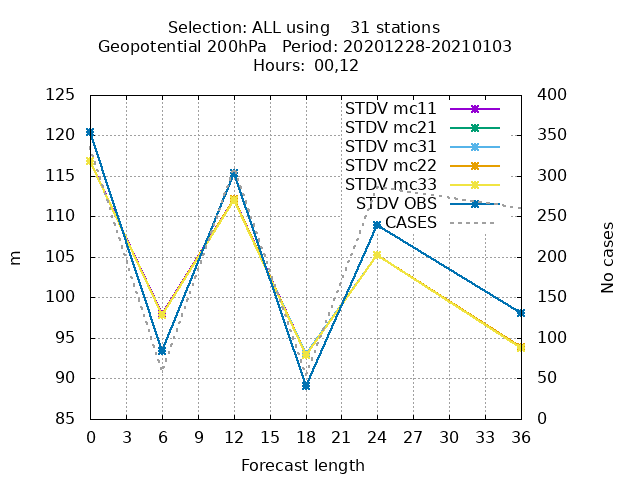 Selection: ALL using    31 stations
Geopotential 200hPa   Period: 20201228-20210103
Hours:  00,12
125
120
115
110
105
100
95
90
85
400
350
300
250
200
150
100
50
0
STDV mc11
STDV mc21
STDV mc31
STDV mc22
STDV mc33
STDV OBS
CASES
m
No cases
0 3 6 9 12 15 18 21 24 27 30 33 36
Forecast length